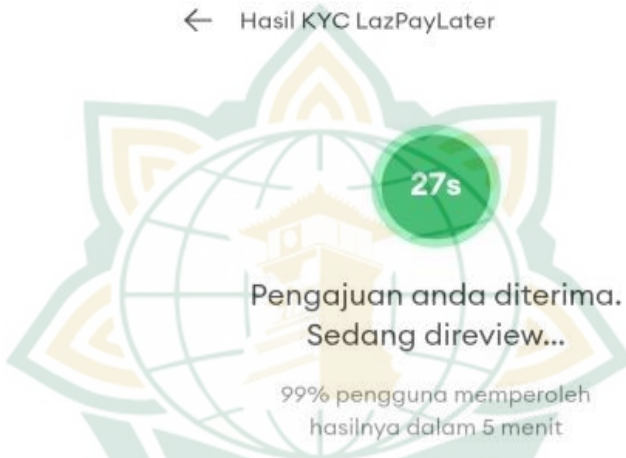 ← Hasil KYC LazPayLater
27s
Pengajuan anda diterima.
Sedang direview...
99% pengguna memperoleh
hasilnya dalam 5 menit